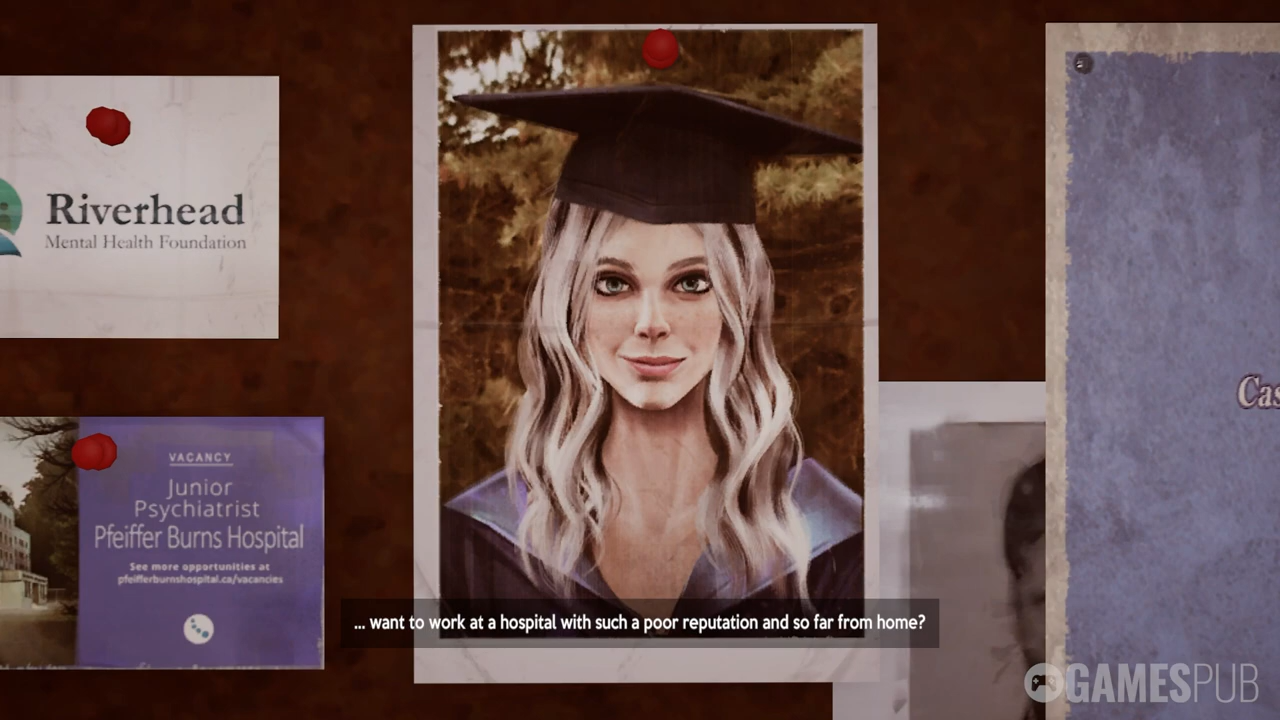 Riverhead
Mental Health Foundation
VACANCY
Junior
Psychiatrist
Pfeiffer Burns Hospital
See more opportunities at
pfeifferburnshospital.ca/vacancies
Cas
... want to work at a hospital with such a poor reputation and so far from home?
GAMESPUB